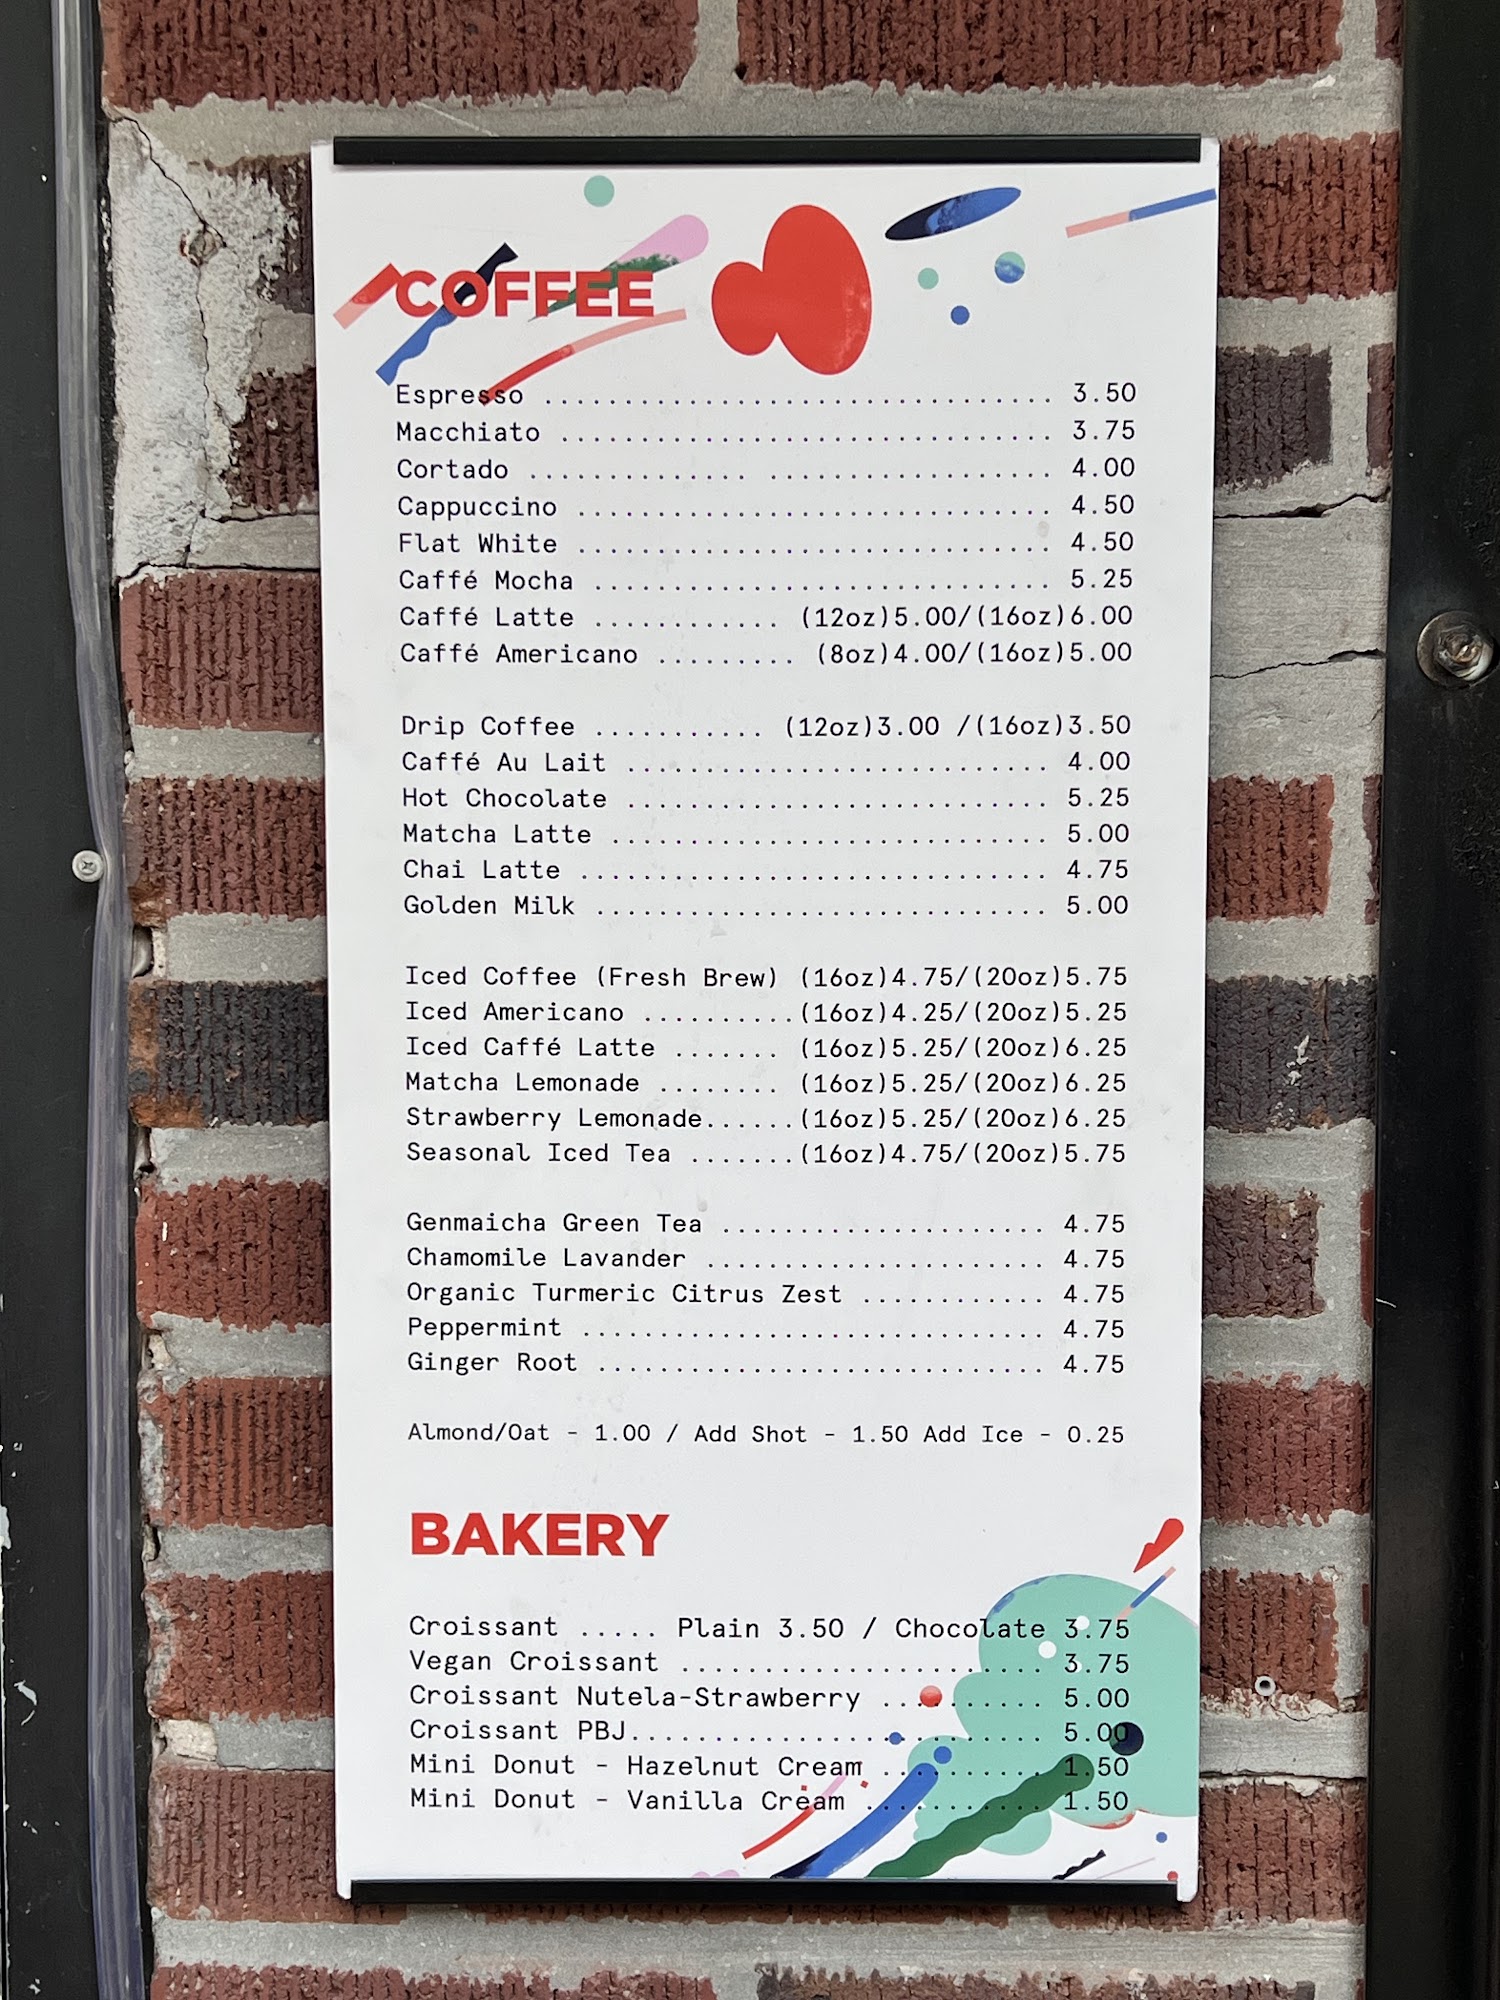 COFFEE
Espresso ................................ 3.50
Macchiato ............................... 3.75
Cortado .............. .................. 4.00
Cappuccino .............................. 4.50
Flat White .............................. 4.50
Caffé Mocha ............................. 5.25
Caffé Latte ............ (12oz)5.00/(16oz)6.00
Caffé Americano ......... (8oz)4.00/(16oz)5.00
Drip Coffee ........... (12oz)3.00 /(16oz)3.50
Caffé Au Lait ........................... 4.00
Hot Chocolate ........................... 5.25
Matcha Latte ............................ 5.00
Chai Latte .............................. 4.75
Golden Milk ............................. 5.00
Iced Coffee (Fresh Brew) (16oz)4.75/(20oz)5.75
Iced Americano ..........(16oz)4.25/(20oz)5.25
Iced Caffé Latte ....... (16oz)5.25/(20oz)6.25
Matcha Lemonade ........ (16oz)5.25/(20oz)6.25
Strawberry Lemonade......(16oz)5.25/(20oz)6.25
Seasonal Iced Tea .......(16oz)4.75/(20oz)5.75
Genmaicha Green Tea ..................... 4.75
Chamomile Lavander ...................... 4.75
Organic Turmeric Citrus Zest ............ 4.75
Peppermint .............................. 4.75
Ginger Root ............................. 4.75
Almond/Oat - 1.00 / Add Shot - 1.50 Add Ice - 0.25
BAKERY
Croissant ..... Plain 3.50 / Chocolate 3.75
Vegan Croissant ...................... 3.75
Croissant Nutela-Strawberry .......... 5.00
Croissant PBJ......................... 5.00
Mini Donut - Hazelnut Cream .......... 1.50
Mini Donut - Vanilla Cream ........... 1.50